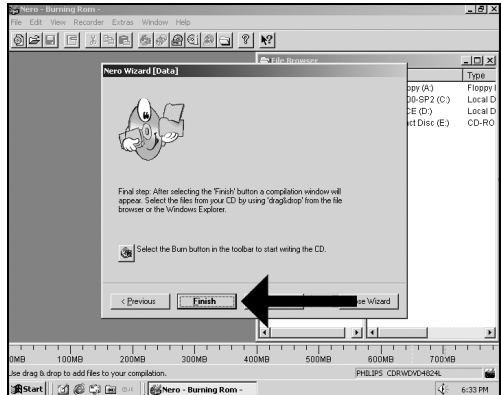 Nero - Burning Rom -
File Edit View Recorder Extras Window Help
File Browser
Nero Wizard [Data]
Type
opy (A:) Floppy
00-SP2 (C:) Local D
CE (D:) Local D
ct Disc (E:) CD-RO
Final step: After selecting the 'Finish' button a compilation window will
appear. Select the files from your CD by using 'drag&drop' from the file
browser or the Windows Explorer.
Select the Burn button in the toolbar to start writing the CD.
< Previous Finish ose Wizard
0MB 100MB 200MB 300MB 400MB 500MB 600MB 700MB
Use drag & drop to add files to your compilation. PHILIPS CDRWDVD4824L
Start Nero - Burning Rom - 6:33 PM